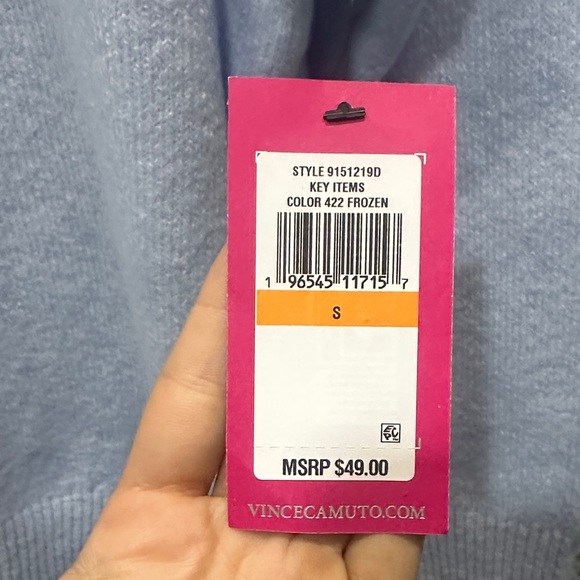 STYLE 9151219D
KEY ITEMS
COLOR 422 FROZEN
1 96545 11715 7
S
MSRP $49.00
VINCECAMUTO.COM